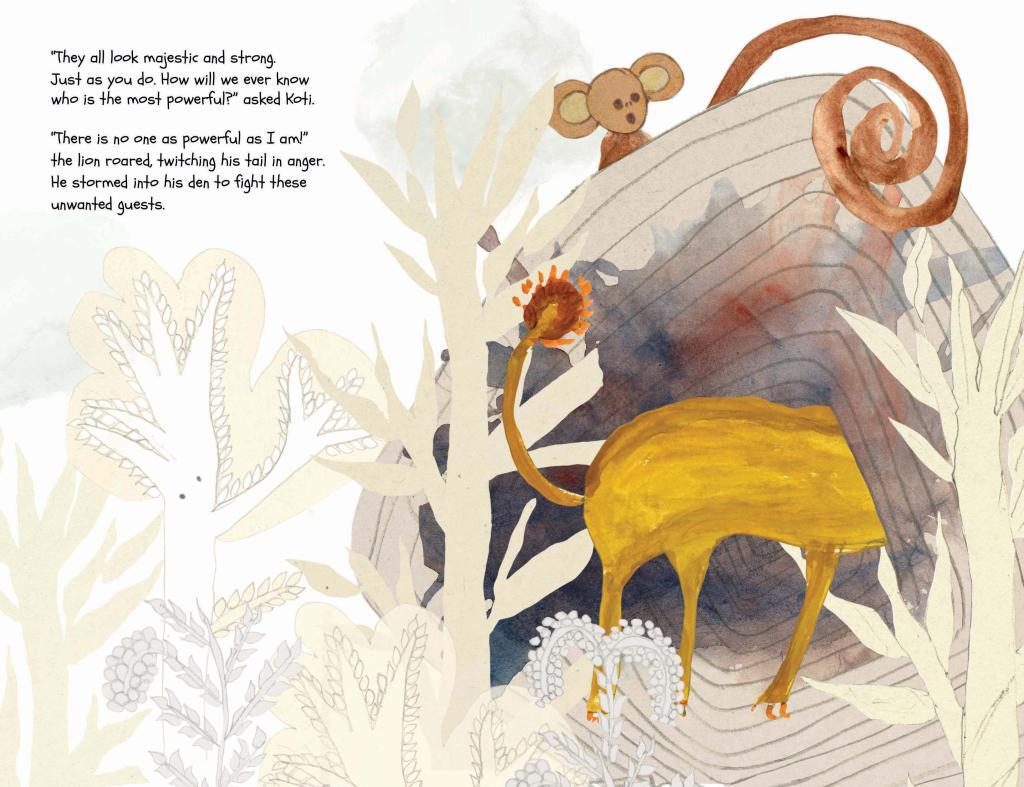 "They all look majestic and strong.
Just as you do. How will we ever know
who is the most powerful?" asked Koti.
"There is no one as powerful as I am!"
the lion roared, twitching his tail in anger.
He stormed into his den to fight these
unwanted guests.